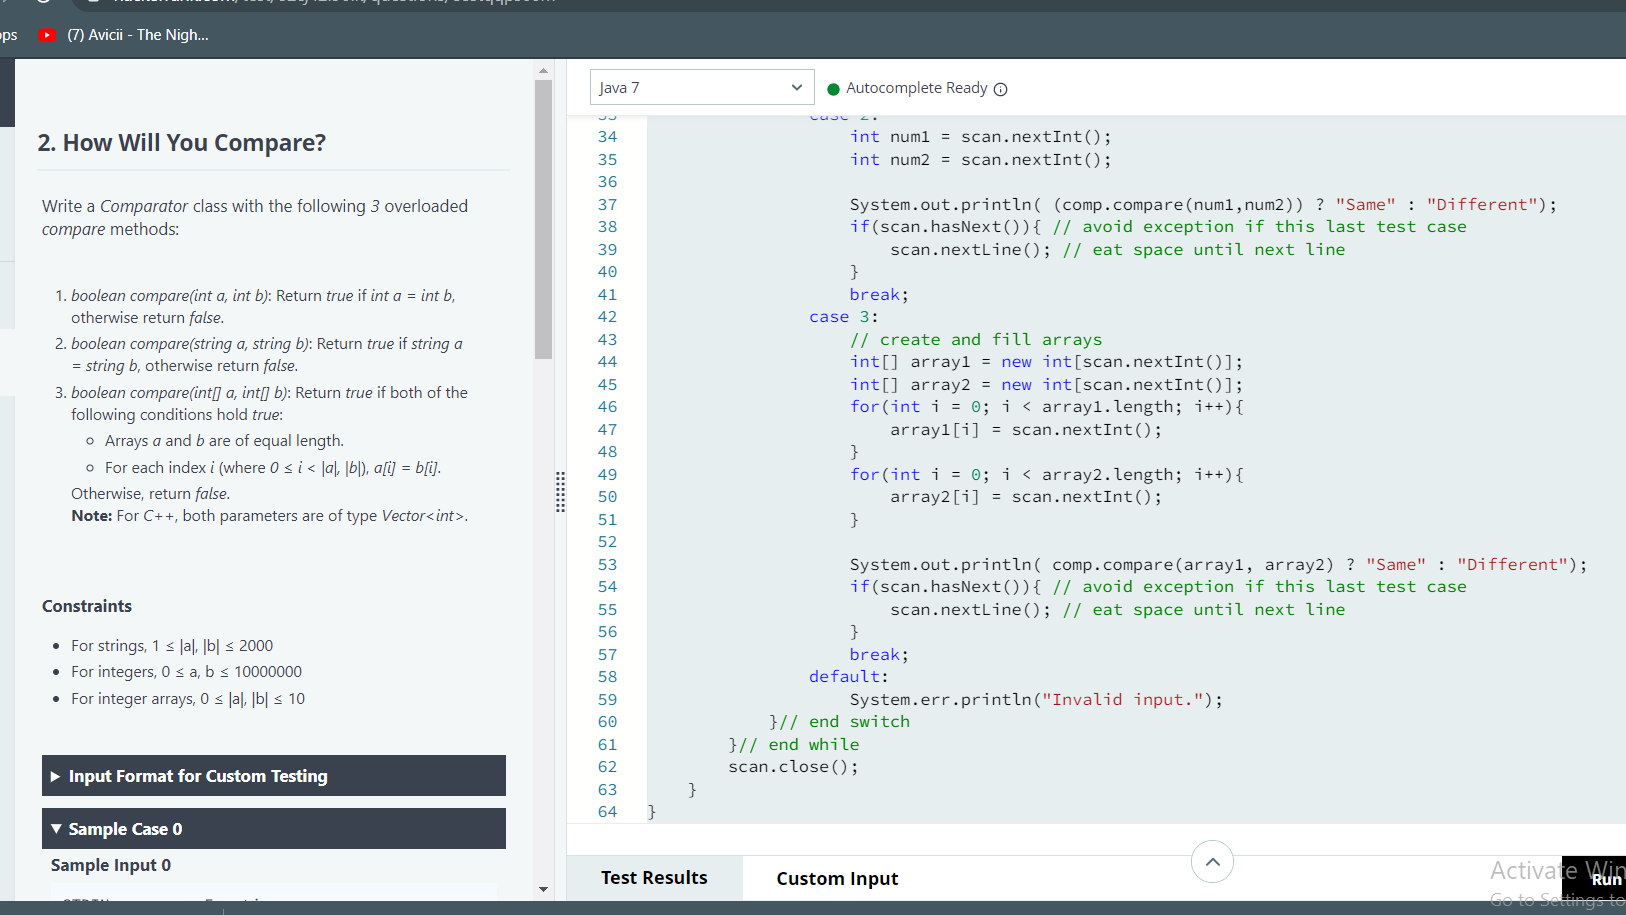 ps
(7) Avicii - The Nigh...
2. How Will You Compare?
Write a Comparator class with the following 3 overloaded
compare methods:
1. boolean compare(int a, int b): Return true if int a = int b,
otherwise return false.
2. boolean compare(string a, string b): Return true if string a
= string b, otherwise return false.
3. boolean compare(int[] a, int[] b): Return true if both of the
following conditions hold true:
Arrays a and b are of equal length.
For each index i (where 0 ≤ i < |a|, |b|), a[i] = b[i].
Otherwise, return false.
Note: For C++, both parameters are of type Vector<int>.
Constraints
• For strings, 1 ≤ |a|, |b| ≤ 2000
• For integers, 0 ≤ a, b ≤ 10000000
• For integer arrays, 0 ≤ |a|, |b| ≤ 10
Input Format for Custom Testing
Sample Case 0
Sample Input 0
Java 7
Autocomplete Ready
33 case 2:
34 int num1 = scan.nextInt();
35 int num2 = scan.nextInt();
36
37 System.out.println( (comp.compare(num1,num2)) ? "Same" : "Different");
38 if(scan.hasNext()){ // avoid exception if this last test case
39 scan.nextLine(); // eat space until next line
40 }
41 break;
42 case 3:
43 // create and fill arrays
44 int[] array1 = new int[scan.nextInt()];
45 int[] array2 = new int[scan.nextInt()];
46 for(int i = 0; i < array1.length; i++){
47 array1[i] = scan.nextInt();
48 }
49 for(int i = 0; i < array2.length; i++){
50 array2[i] = scan.nextInt();
51 }
52
53 System.out.println( comp.compare(array1, array2) ? "Same" : "Different");
54 if(scan.hasNext()){ // avoid exception if this last test case
55 scan.nextLine(); // eat space until next line
56 }
57 break;
58 default:
59 System.err.println("Invalid input.");
60 }// end switch
61 }// end while
62 scan.close();
63 }
64 }
Test Results
Custom Input
Activate Win
Run
Go to Settings to